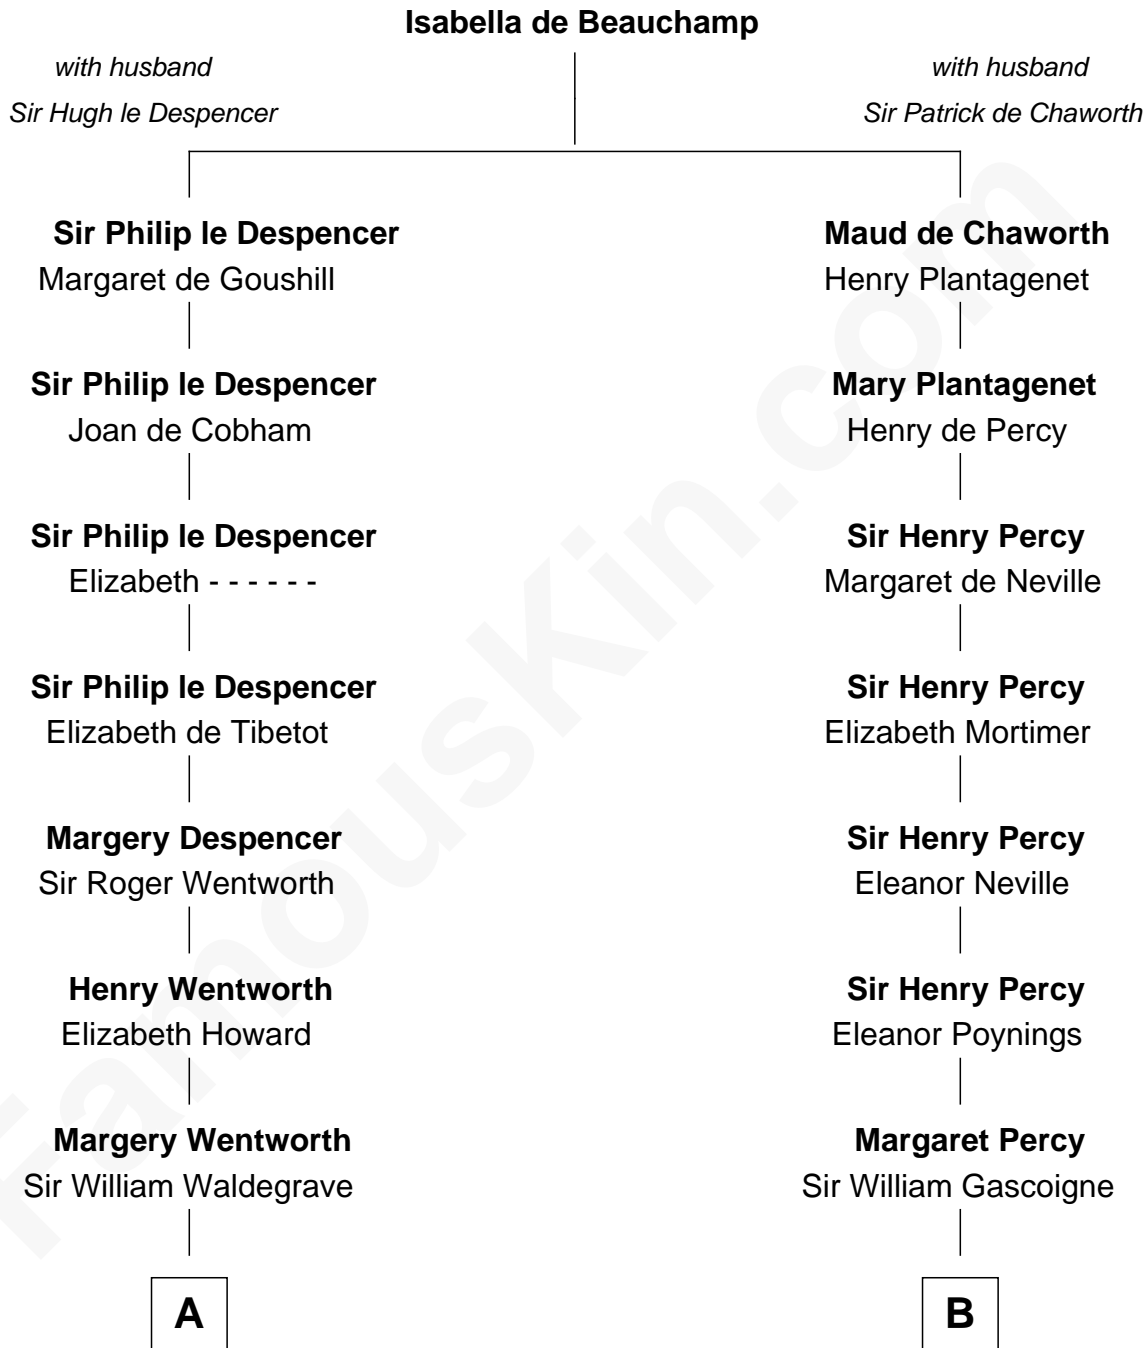 Isabella de Beauchamp
with husband
Sir Hugh le Despencer
with husband
Sir Patrick de Chaworth
Sir Philip le Despencer
Margaret de Goushill
Maud de Chaworth
Henry Plantagenet
Sir Philip le Despencer
Joan de Cobham
Mary Plantagenet
Henry de Percy
Sir Philip le Despencer
Elizabeth - - - - - -
Sir Henry Percy
Margaret de Neville
Sir Philip le Despencer
Elizabeth de Tibetot
Sir Henry Percy
Elizabeth Mortimer
Margery Despencer
Sir Roger Wentworth
Sir Henry Percy
Eleanor Neville
Henry Wentworth
Elizabeth Howard
Sir Henry Percy
Eleanor Poynings
Margery Wentworth
Sir William Waldegrave
Margaret Percy
Sir William Gascoigne
A
B
FamousKin.com